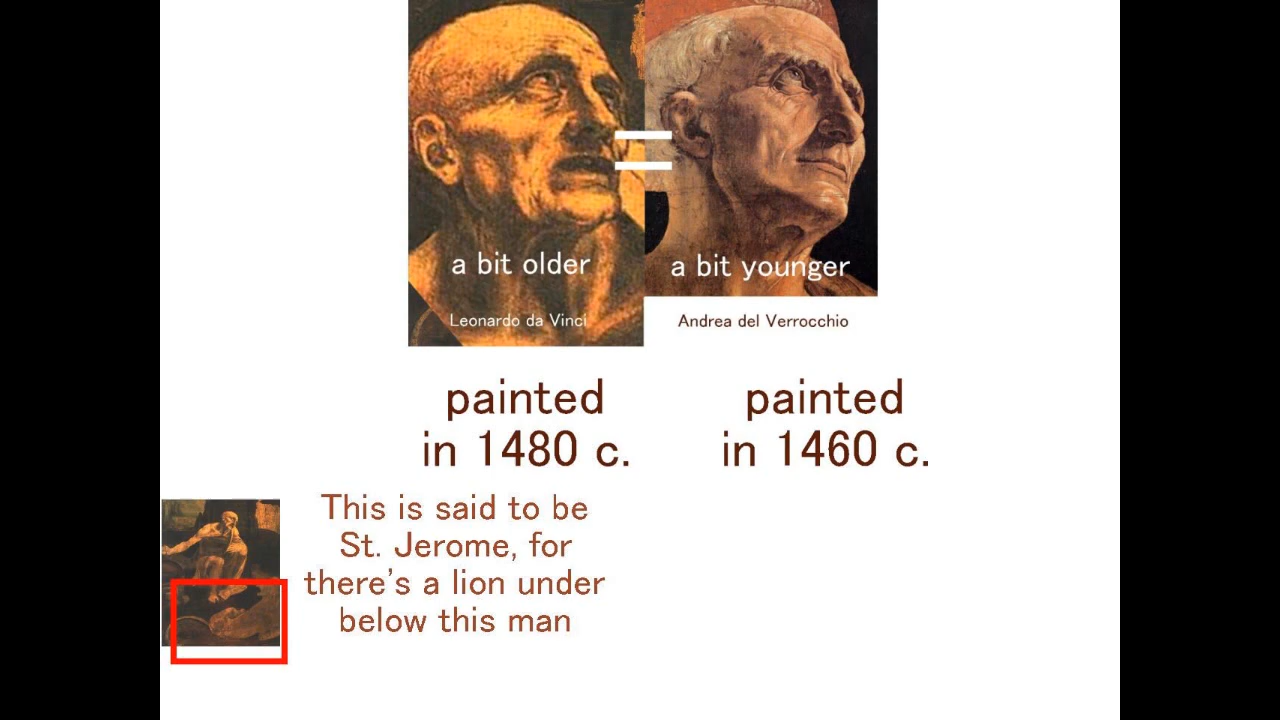 a bit older
a bit younger
Leonardo da Vinci
Andrea del Verrocchio
painted
in 1480 c.
painted
in 1460 c.
This is said to be
St. Jerome, for
there's a lion under
below this man